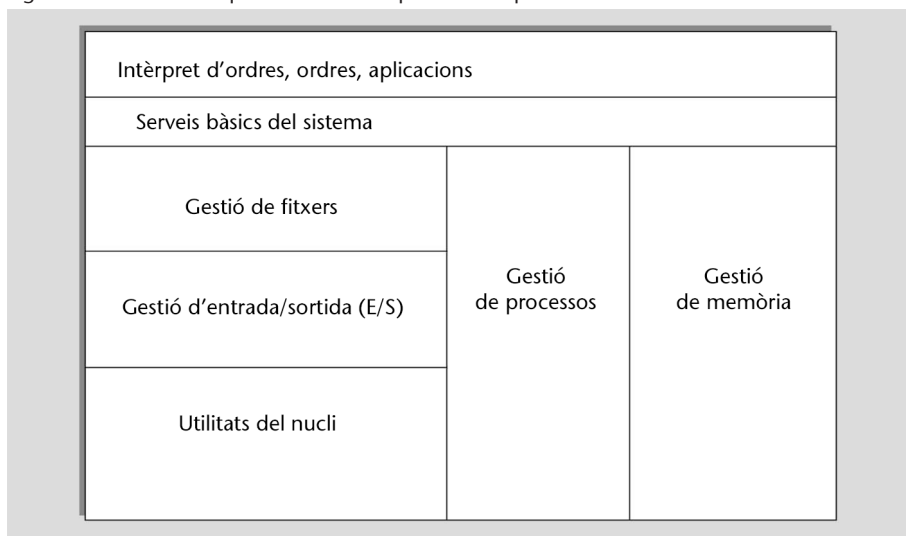 Intèrpret d'ordres, ordres, aplicacions
Serveis bàsics del sistema
Gestió de fitxers
Gestió d'entrada/sortida (E/S)
Utilitats del nucli
Gestió
de processos
Gestió
de memòria